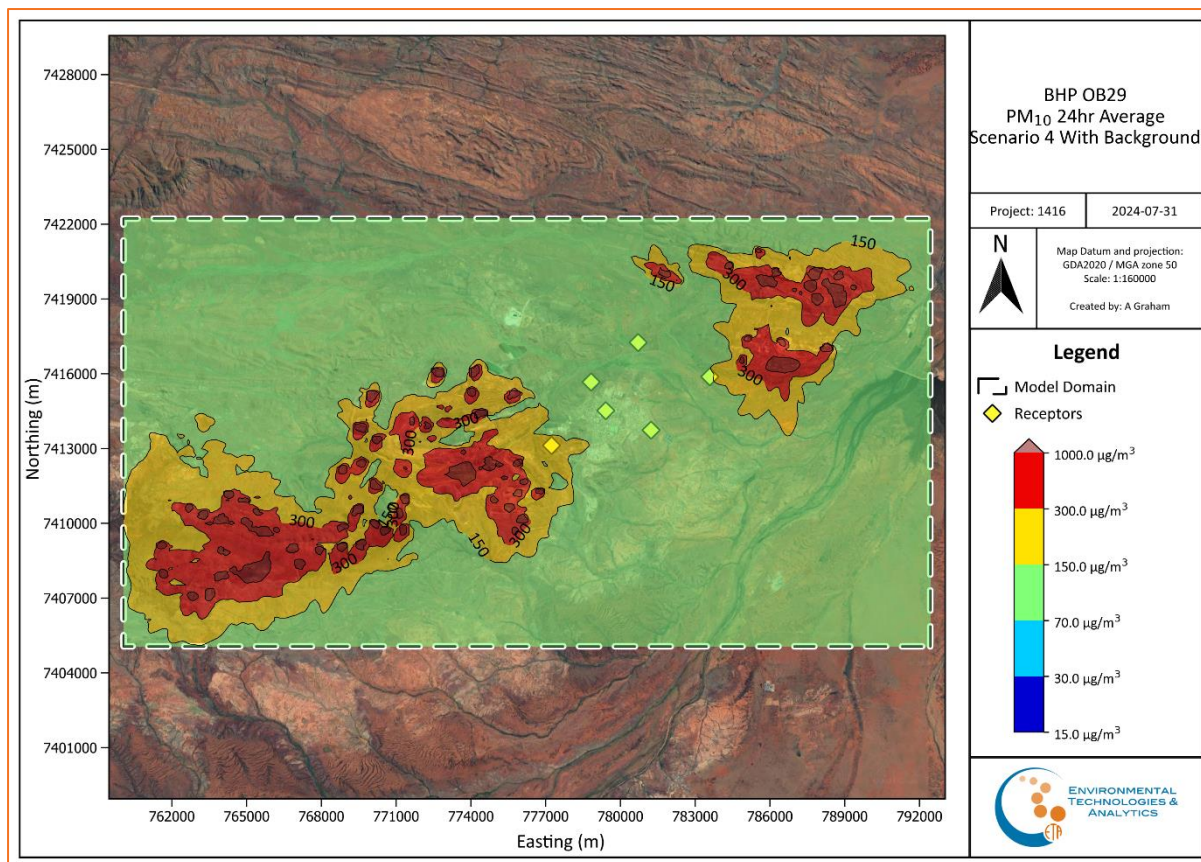 7428000
7425000
7422000
7419000
7416000
7413000
7410000
7407000
7404000
7401000
Northing (m)
150
300
150
300
300
300
300
150
300
300
150
300
762000 765000 768000 771000 774000 777000 780000 783000 786000 789000 792000
Easting (m)
BHP OB29
PM₁₀ 24hr Average
Scenario 4 With Background
Project: 1416
2024-07-31
N
Map Datum and projection:
GDA2020 / MGA zone 50
Scale: 1:160000
Created by: A Graham
Legend
Model Domain
Receptors
1000.0 µg/m³
300.0 µg/m³
150.0 µg/m³
70.0 µg/m³
30.0 µg/m³
15.0 µg/m³
ENVIRONMENTAL
TECHNOLOGIES &
ANALYTICS
ETA